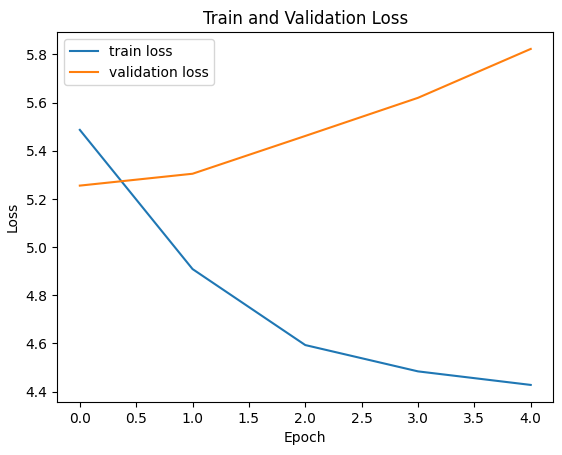 Train and Validation Loss
train loss
validation loss
5.8
5.6
5.4
5.2
5.0
4.8
4.6
4.4
Loss
0.0 0.5 1.0 1.5 2.0 2.5 3.0 3.5 4.0
Epoch